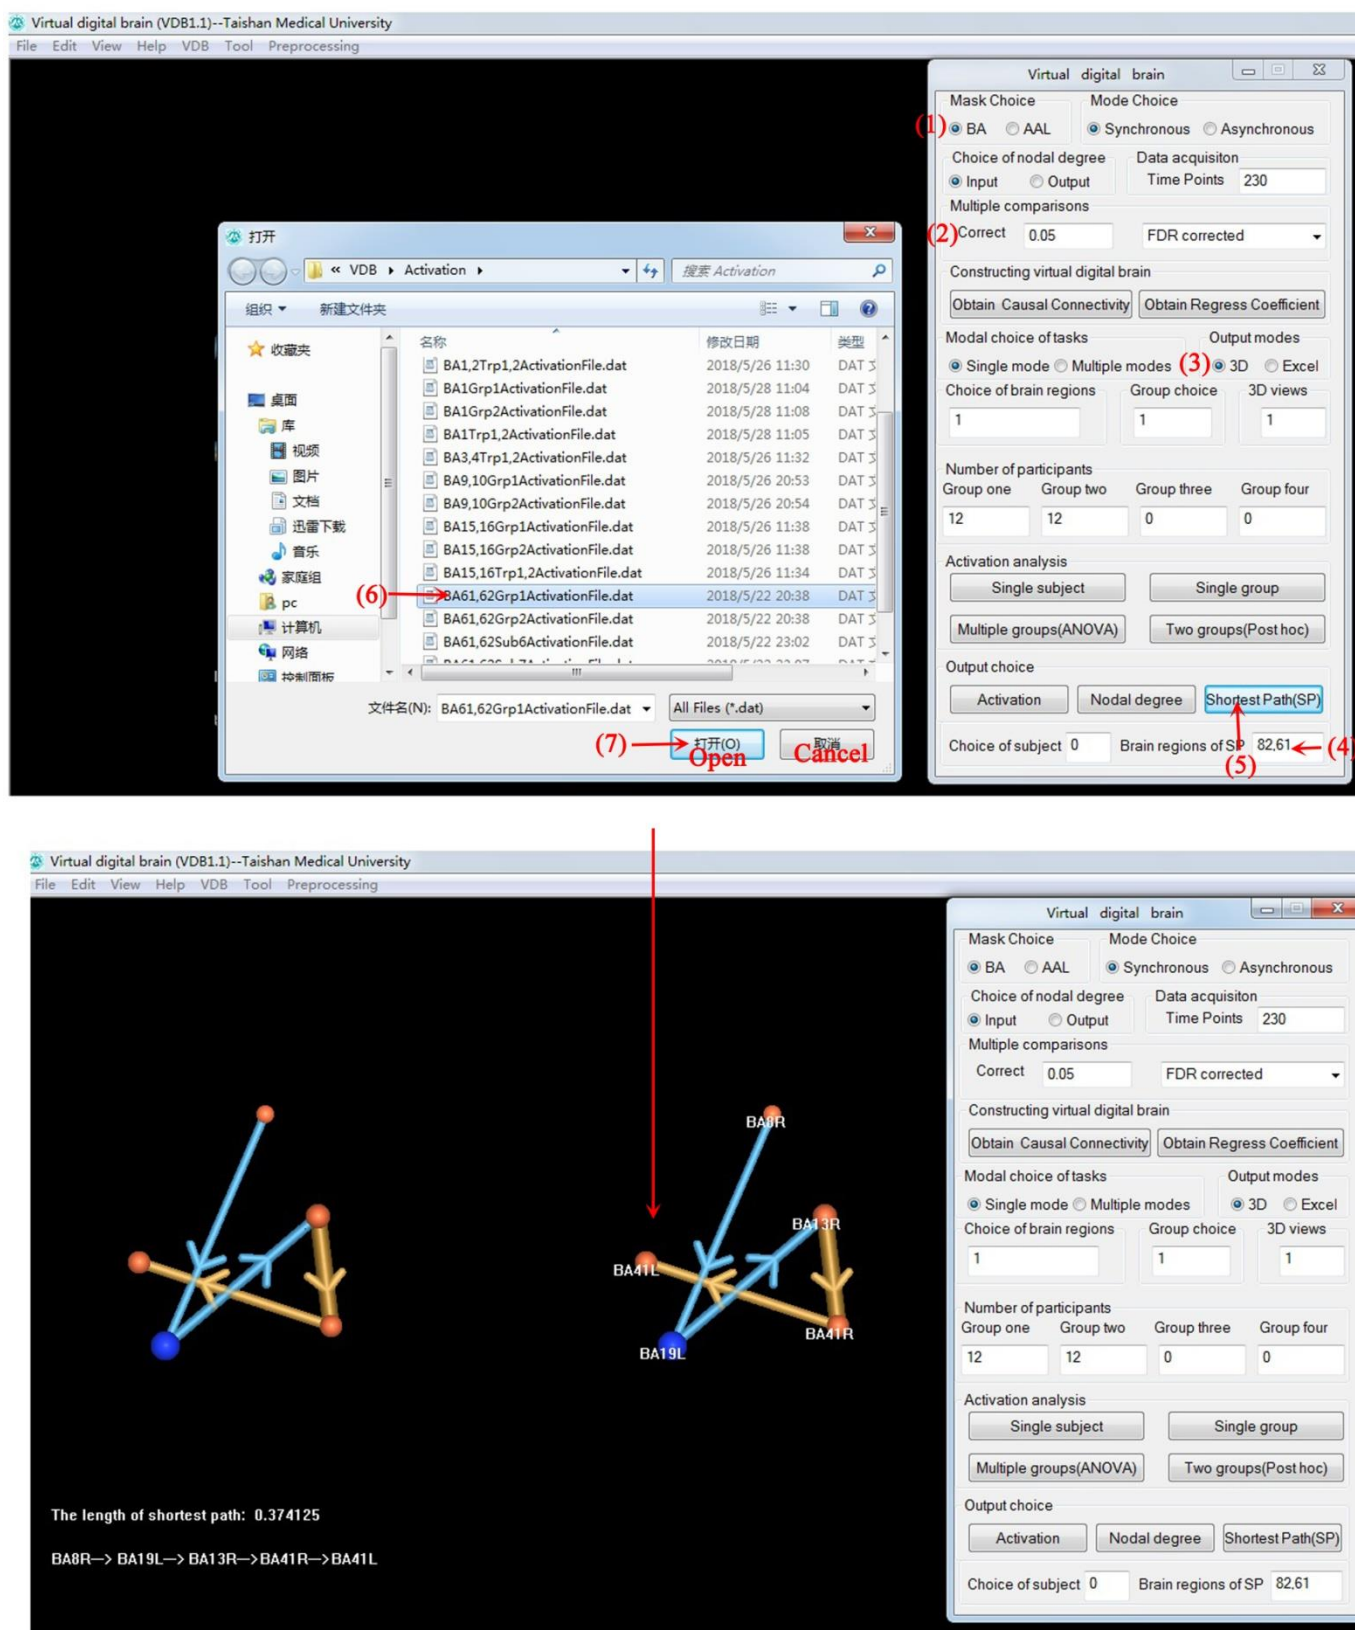 Virtual digital brain (VDB1.1)--Taishan Medical University
File Edit View Help VDB Tool Preprocessing
Virtual digital brain
Mask Choice Mode Choice
(1) BA AAL Synchronous Asynchronous
Choice of nodal degree Data acquisiton
Input Output Time Points 230
Multiple comparisons
(2) Correct 0.05 FDR corrected
Constructing virtual digital brain
Obtain Causal Connectivity Obtain Regress Coefficient
Modal choice of tasks Output modes
Single mode Multiple modes (3) 3D Excel
Choice of brain regions Group choice 3D views
1 1 1
Number of participants
Group one Group two Group three Group four
12 12 0 0
Activation analysis
Single subject Single group
Multiple groups(ANOVA) Two groups(Post hoc)
Output choice
Activation Nodal degree Shortest Path(SP)
Choice of subject 0 Brain regions of SP 82,61 (4)
(5)
打开
« VDB Activation 搜索 Activation
组织 新建文件夹
收藏夹
桌面
库
视频
图片
文档
迅雷下载
音乐
家庭组
pc
计算机
网络
控制面板
名称 修改日期 类型
BA1,2Trp1,2ActivationFile.dat 2018/5/26 11:30 DAT
BA1Grp1ActivationFile.dat 2018/5/28 11:04 DAT
BA1Grp2ActivationFile.dat 2018/5/28 11:08 DAT
BA1Trp1,2ActivationFile.dat 2018/5/28 11:05 DAT
BA3,4Trp1,2ActivationFile.dat 2018/5/26 11:32 DAT
BA9,10Grp1ActivationFile.dat 2018/5/26 20:53 DAT
BA9,10Grp2ActivationFile.dat 2018/5/26 20:54 DAT
BA15,16Grp1ActivationFile.dat 2018/5/26 11:38 DAT
BA15,16Grp2ActivationFile.dat 2018/5/26 11:38 DAT
BA15,16Trp1,2ActivationFile.dat 2018/5/26 11:34 DAT
(6) BA61,62Grp1ActivationFile.dat 2018/5/22 20:38 DAT
BA61,62Grp2ActivationFile.dat 2018/5/22 20:38 DAT
BA61,62Sub6ActivationFile.dat 2018/5/22 23:02 DAT
文件名(N): BA61,62Grp1ActivationFile.dat All Files (*.dat)
(7) 打开(O) 取消
Open Cancel
Virtual digital brain (VDB1.1)--Taishan Medical University
File Edit View Help VDB Tool Preprocessing
BA8R
BA13R
BA41L
BA41R
BA19L
The length of shortest path: 0.374125
BA8R—> BA19L—> BA13R—>BA41R—>BA41L
Virtual digital brain
Mask Choice Mode Choice
BA AAL Synchronous Asynchronous
Choice of nodal degree Data acquisiton
Input Output Time Points 230
Multiple comparisons
Correct 0.05 FDR corrected
Constructing virtual digital brain
Obtain Causal Connectivity Obtain Regress Coefficient
Modal choice of tasks Output modes
Single mode Multiple modes 3D Excel
Choice of brain regions Group choice 3D views
1 1 1
Number of participants
Group one Group two Group three Group four
12 12 0 0
Activation analysis
Single subject Single group
Multiple groups(ANOVA) Two groups(Post hoc)
Output choice
Activation Nodal degree Shortest Path(SP)
Choice of subject 0 Brain regions of SP 82,61